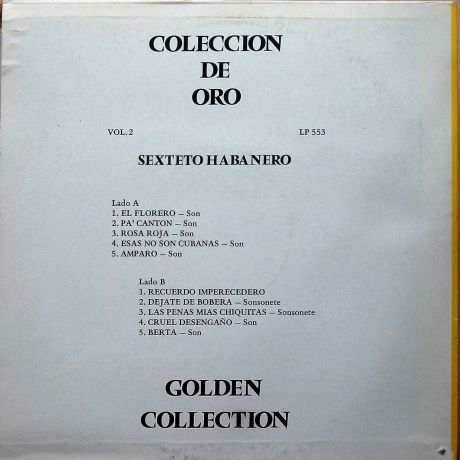 COLECCION
DE
ORO
VOL.2 LP 553
SEXTETO HABANERO
Lado A
1. EL FLORERO — Son
2. PA' CANTON — Son
3. ROSA ROJA — Son
4. ESAS NO SON CUBANAS — Son
5. AMPARO — Son
Lado B
1. RECUERDO IMPERECEDERO
2. DEJATE DE BOBERA — Sonsonete
3. LAS PENAS MIAS CHIQUITAS — Sonsonete
4. CRUEL DESENGAÑO — Son
5. BERTA — Son
GOLDEN
COLLECTION